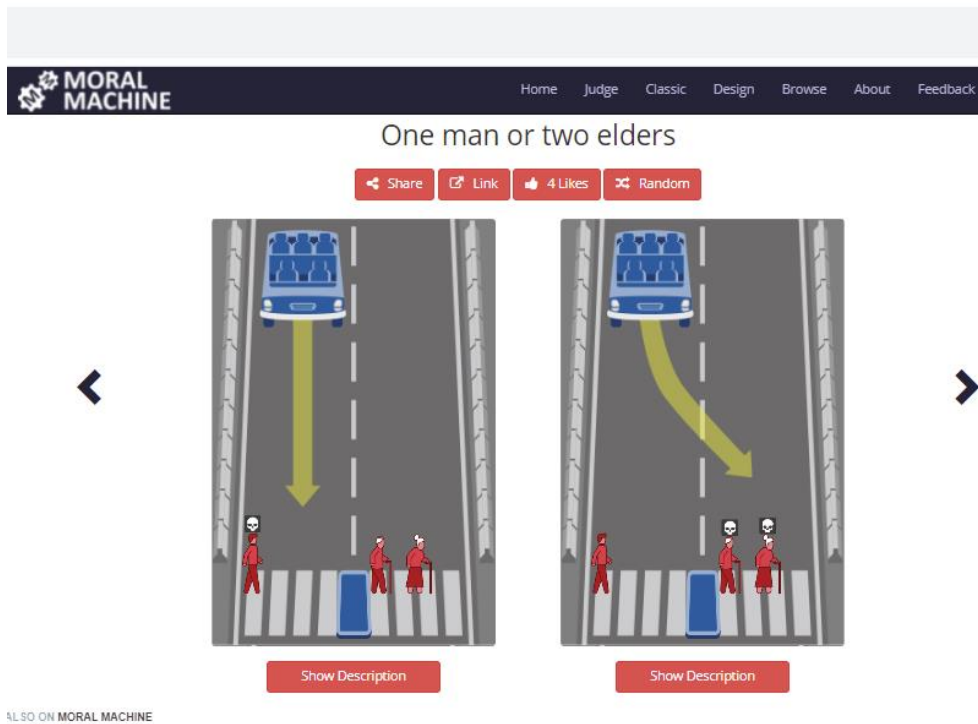 MORAL
MACHINE
Home Judge Classic Design Browse About Feedback
One man or two elders
Share Link 4 Likes Random
Show Description Show Description
ALSO ON MORAL MACHINE